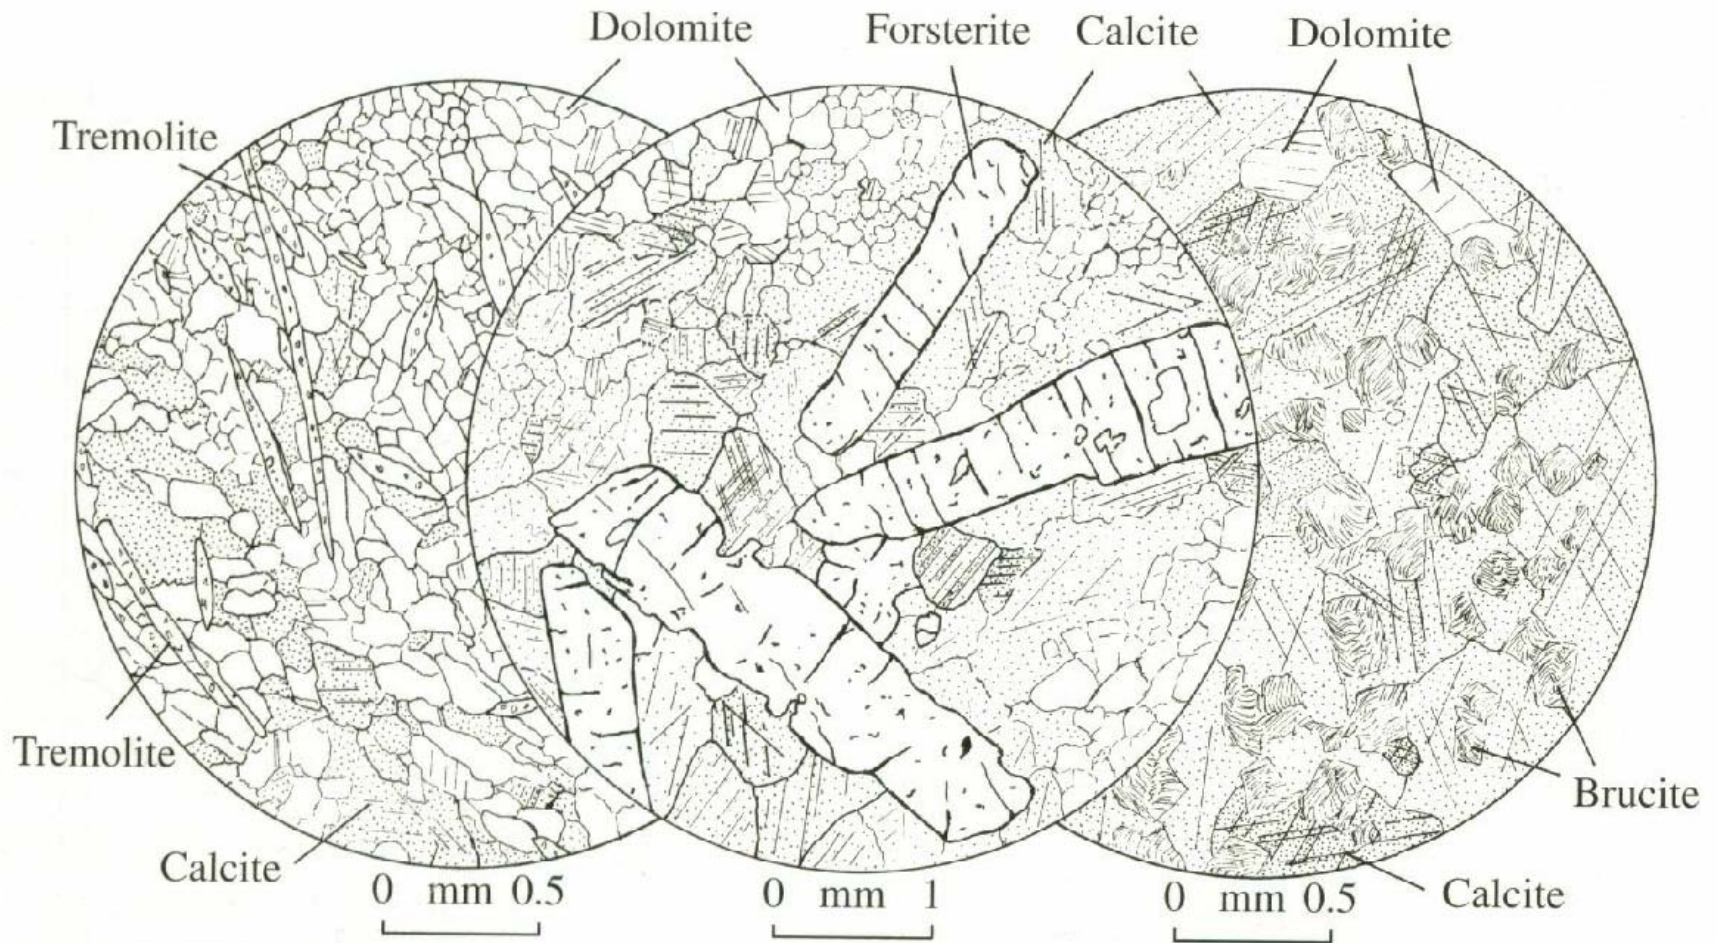 Dolomite Forsterite Calcite Dolomite
Tremolite
Tremolite
Brucite
Calcite
Calcite
0 mm 0.5
0 mm 1
0 mm 0.5